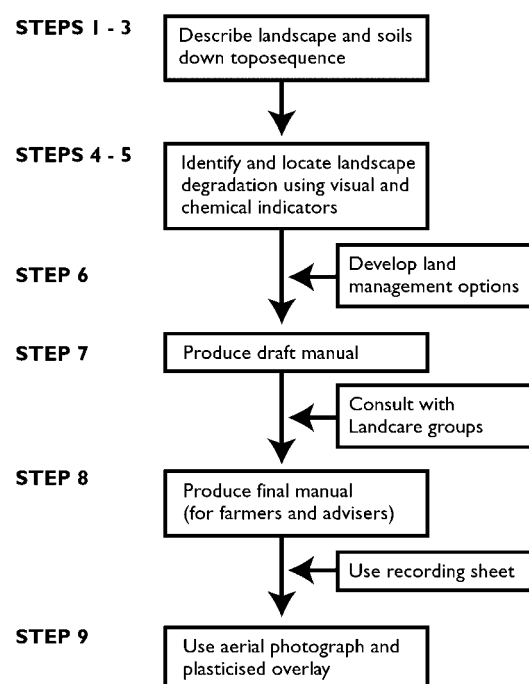 STEPS 1 - 3
Describe landscape and soils
down toposequence
STEPS 4 - 5
Identify and locate landscape
degradation using visual and
chemical indicators
STEP 6
Develop land
management options
STEP 7
Produce draft manual
Consult with
Landcare groups
STEP 8
Produce final manual
(for farmers and advisers)
Use recording sheet
STEP 9
Use aerial photograph and
plasticised overlay